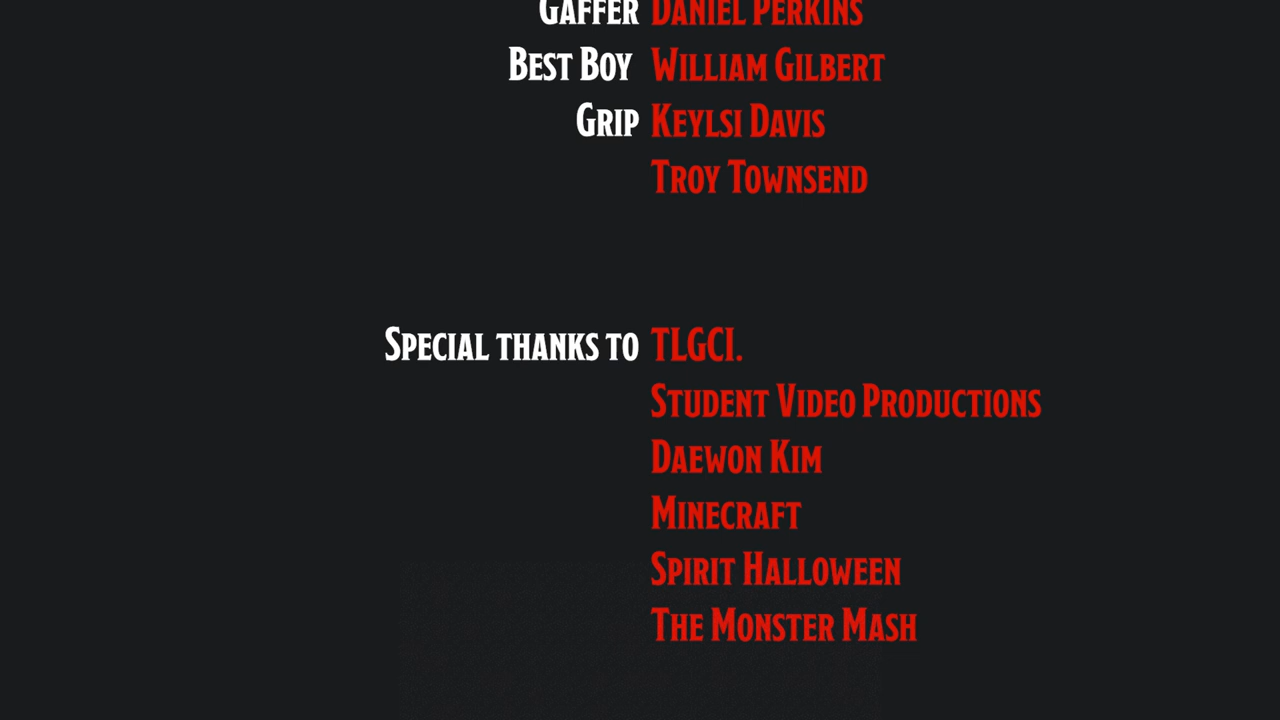 Gaffer Daniel Perkins
Best Boy William Gilbert
Grip Keylsi Davis
Troy Townsend
Special thanks to TLGCI.
Student Video Productions
Daewon Kim
Minecraft
Spirit Halloween
The Monster Mash